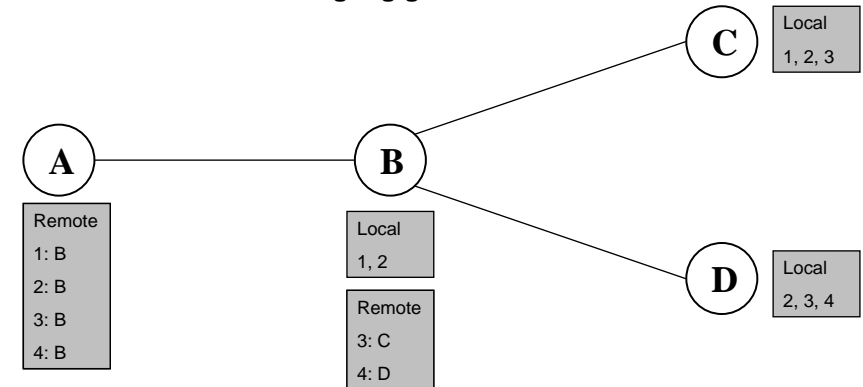 A
Remote
1: B
2: B
3: B
4: B
B
Local
1, 2
Remote
3: C
4: D
C
Local
1, 2, 3
D
Local
2, 3, 4